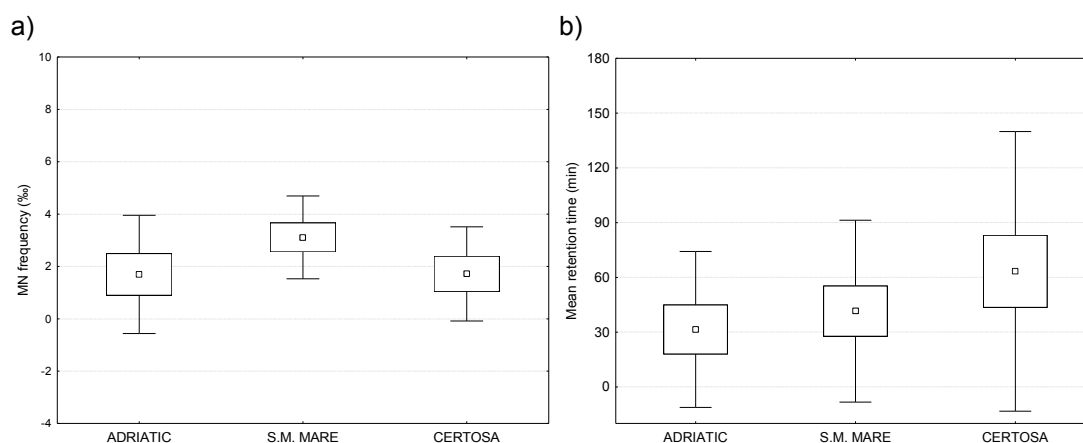 a)
MN frequency (‰)
10
8
6
4
2
0
-2
-4
ADRIATIC S.M. MARE CERTOSA
b)
Mean retention time (min)
180
150
120
90
60
30
0
ADRIATIC S.M. MARE CERTOSA